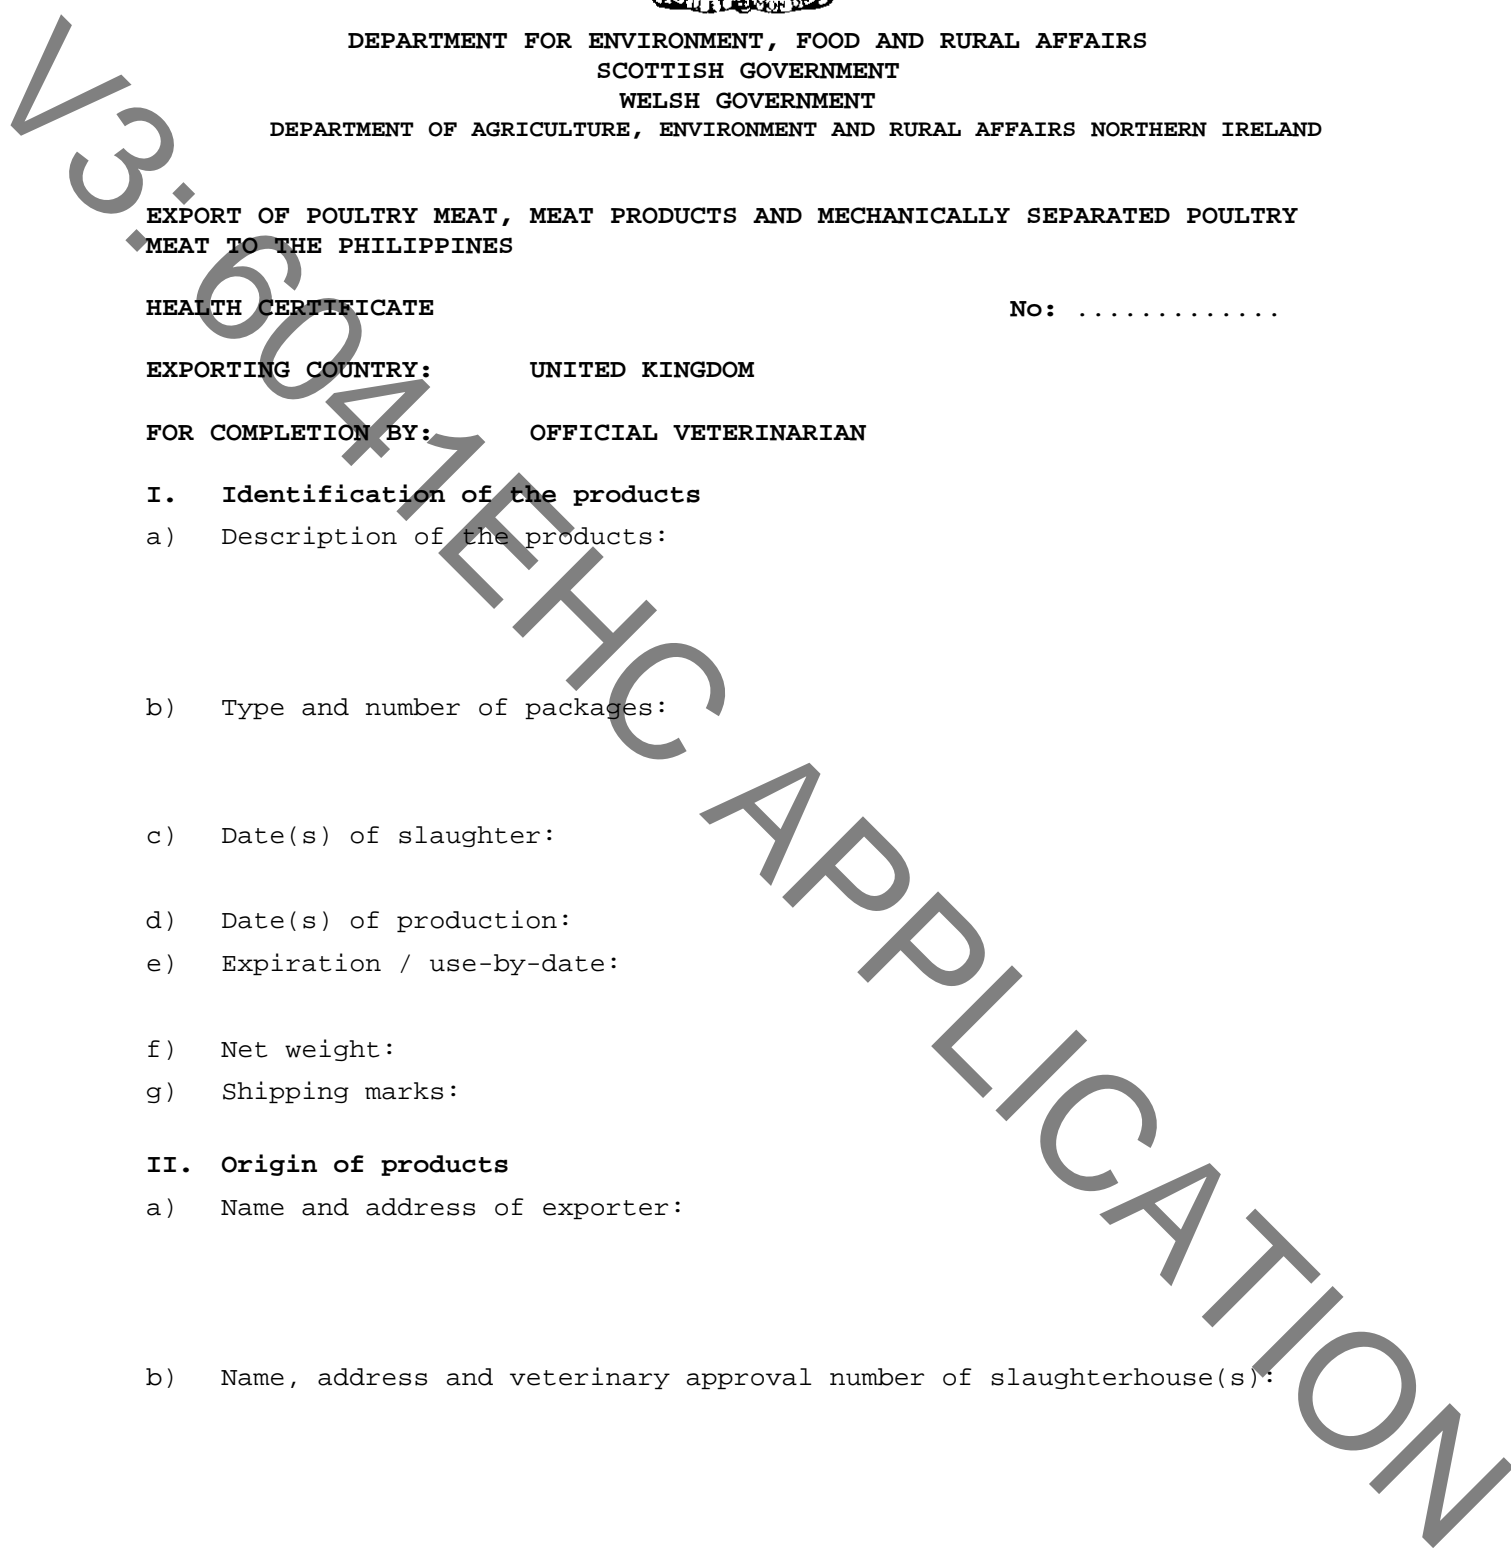 DEPARTMENT FOR ENVIRONMENT, FOOD AND RURAL AFFAIRS
SCOTTISH GOVERNMENT
WELSH GOVERNMENT
DEPARTMENT OF AGRICULTURE, ENVIRONMENT AND RURAL AFFAIRS NORTHERN IRELAND
EXPORT OF POULTRY MEAT, MEAT PRODUCTS AND MECHANICALLY SEPARATED POULTRY
MEAT TO THE PHILIPPINES
HEALTH CERTIFICATE No: .............
EXPORTING COUNTRY: UNITED KINGDOM
FOR COMPLETION BY: OFFICIAL VETERINARIAN
I. Identification of the products
a) Description of the products:
b) Type and number of packages:
c) Date(s) of slaughter:
d) Date(s) of production:
e) Expiration / use-by-date:
f) Net weight:
g) Shipping marks:
II. Origin of products
a) Name and address of exporter:
b) Name, address and veterinary approval number of slaughterhouse(s):
V3: 6041EHC APPLICATION